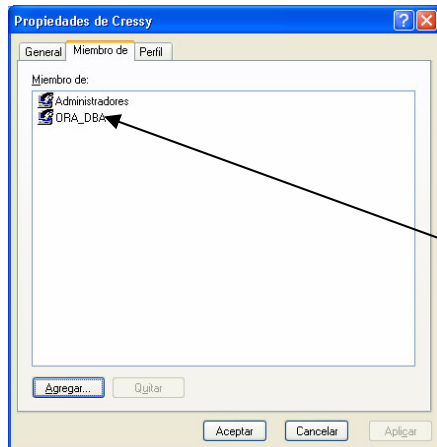 Propiedades de Cressy
General Miembro de Perfil
Miembro de:
Administradores
ORA_DBA
Agregar... Quitar
Aceptar Cancelar Aplicar